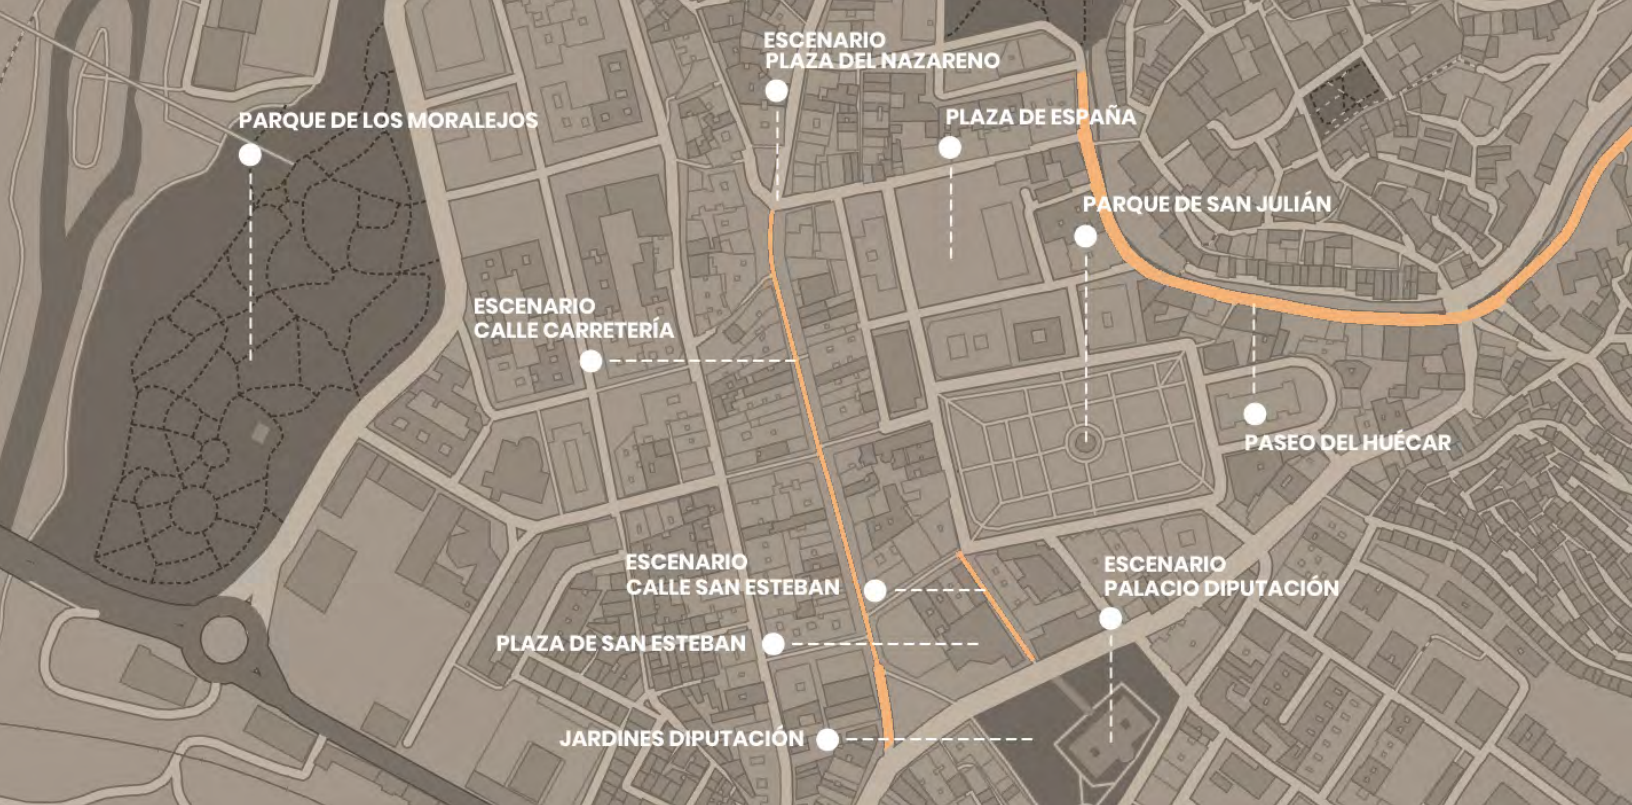 ESCENARIO
PLAZA DEL NAZARENO
PARQUE DE LOS MORALEJOS
PLAZA DE ESPAÑA
PARQUE DE SAN JULIÁN
ESCENARIO
CALLE CARRETERÍA
PASEO DEL HUÉCAR
ESCENARIO
CALLE SAN ESTEBAN
ESCENARIO
PALACIO DIPUTACIÓN
PLAZA DE SAN ESTEBAN
JARDINES DIPUTACIÓN